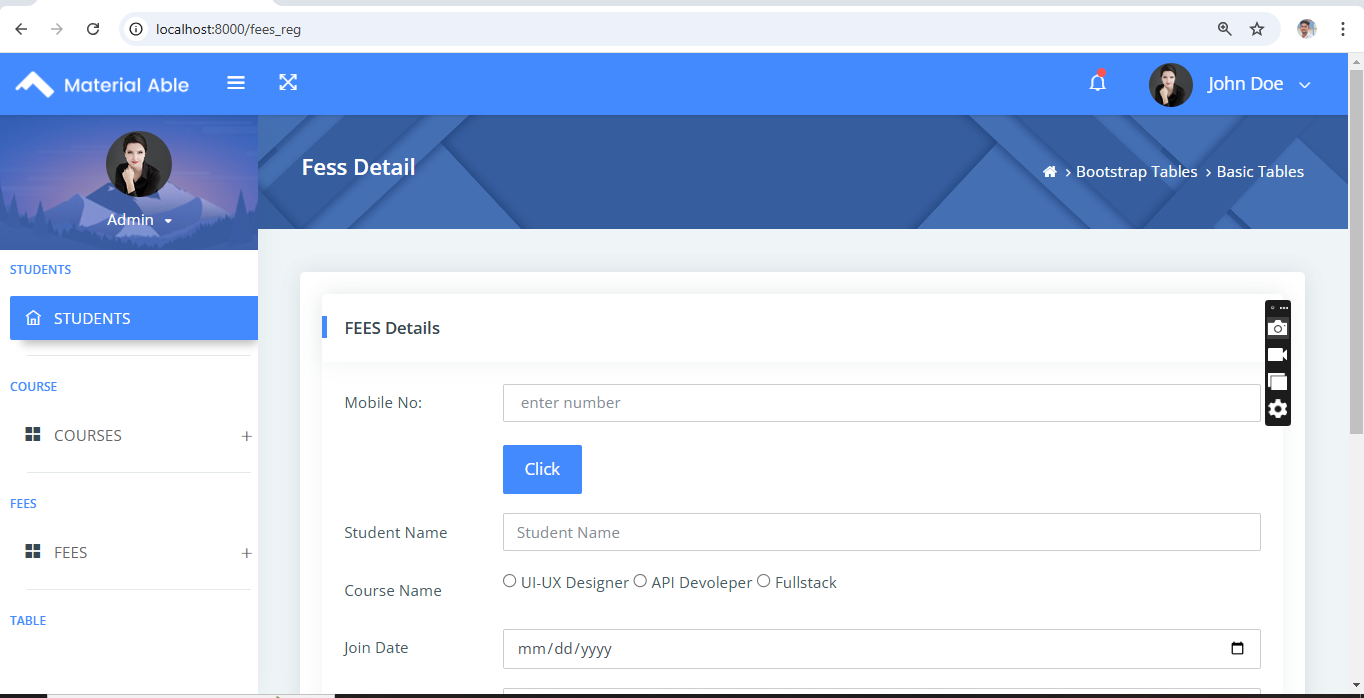 localhost:8000/fees_reg
Material Able
John Doe
Fess Detail
Bootstrap Tables
Basic Tables
Admin
STUDENTS
STUDENTS
COURSE
COURSES
FEES
FEES
TABLE
FEES Details
Mobile No:
enter number
Click
Student Name
Student Name
Course Name
UI-UX Designer API Devoleper Fullstack
Join Date
mm/dd/yyyy